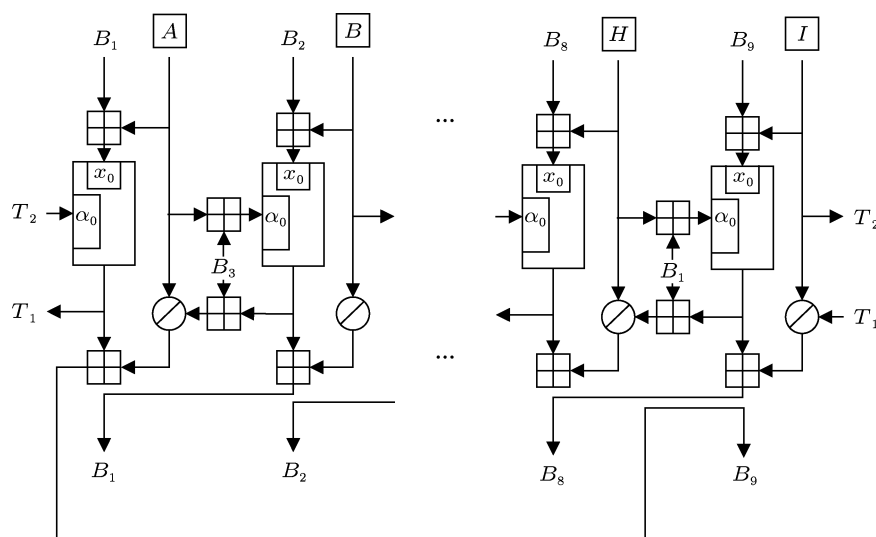 B₁ A B₂ B ... B₈ H B₉ I
x₀ x₀ x₀ x₀
T₂ α₀ α₀ α₀ α₀ T₂
B₃ B₁
T₁ T₁
...
B₁ B₂ B₈ B₉